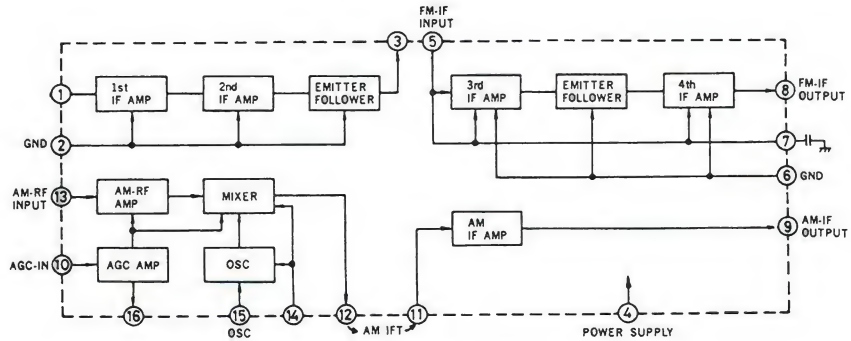 FM-IF
INPUT
3
5
1
1st
IF AMP
2nd
IF AMP
EMITTER
FOLLOWER
3rd
IF AMP
EMITTER
FOLLOWER
4th
IF AMP
8
FM-IF
OUTPUT
GND
2
7
6
GND
AM-RF
INPUT
13
AM-RF
AMP
MIXER
AM
IF AMP
9
AM-IF
OUTPUT
AGC-IN
10
AGC AMP
OSC
16
15
14
12
11
4
OSC
AM IFT
POWER SUPPLY